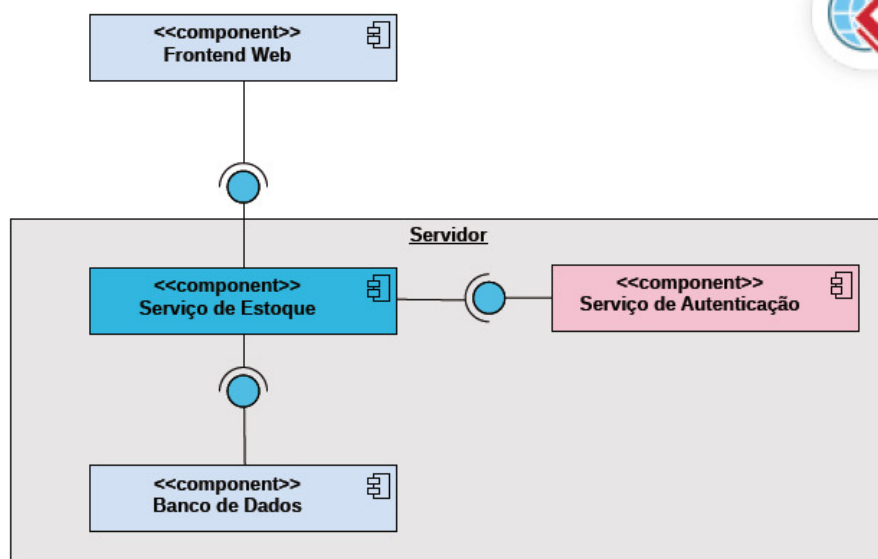 <<component>>
Frontend Web
Servidor
<<component>>
Serviço de Estoque
<<component>>
Serviço de Autenticação
<<component>>
Banco de Dados